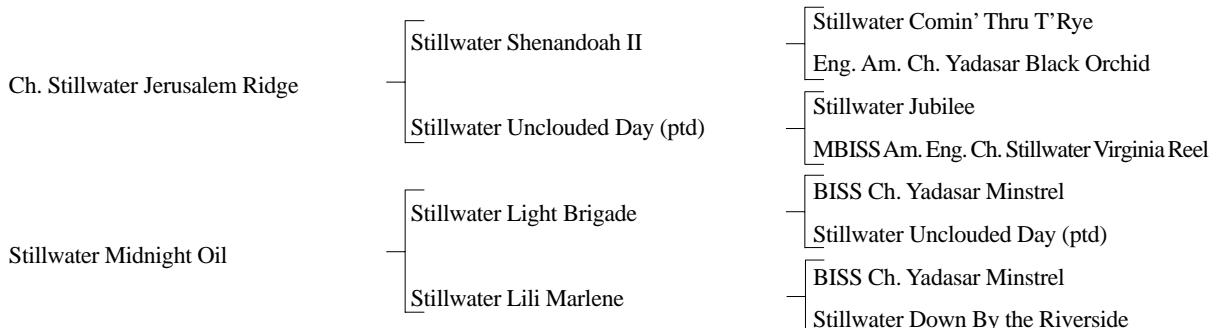 Stillwater Comin' Thru T'Rye
Stillwater Shenandoah II
Eng. Am. Ch. Yadasar Black Orchid
Ch. Stillwater Jerusalem Ridge
Stillwater Jubilee
Stillwater Unclouded Day (ptd)
MBISS Am. Eng. Ch. Stillwater Virginia Reel
BISS Ch. Yadasar Minstrel
Stillwater Light Brigade
Stillwater Unclouded Day (ptd)
Stillwater Midnight Oil
BISS Ch. Yadasar Minstrel
Stillwater Lili Marlene
Stillwater Down By the Riverside